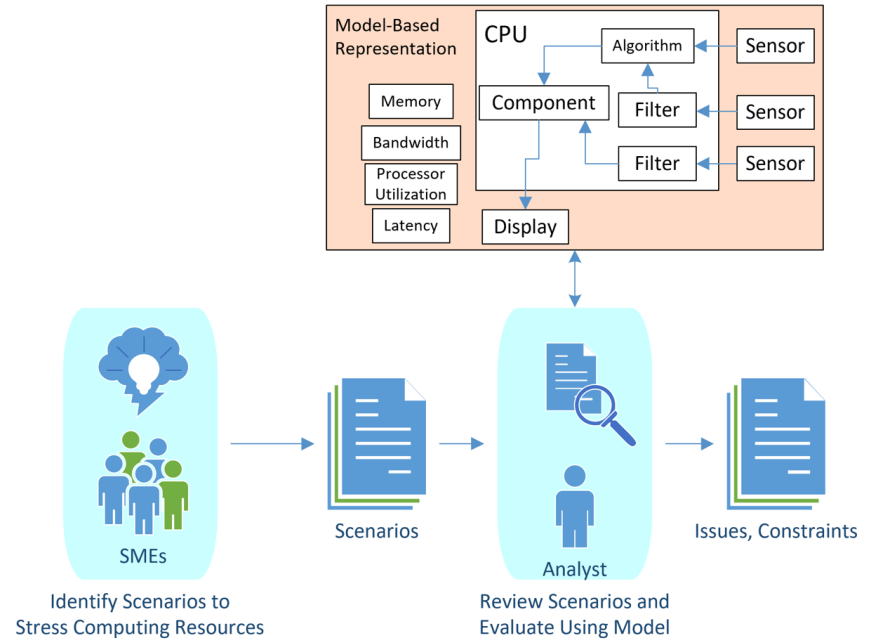 Model-Based
Representation
CPU
Algorithm
Sensor
Memory
Component
Filter
Sensor
Bandwidth
Filter
Sensor
Processor
Utilization
Latency
Display
SMEs
Scenarios
Analyst
Issues, Constraints
Identify Scenarios to
Stress Computing Resources
Review Scenarios and
Evaluate Using Model